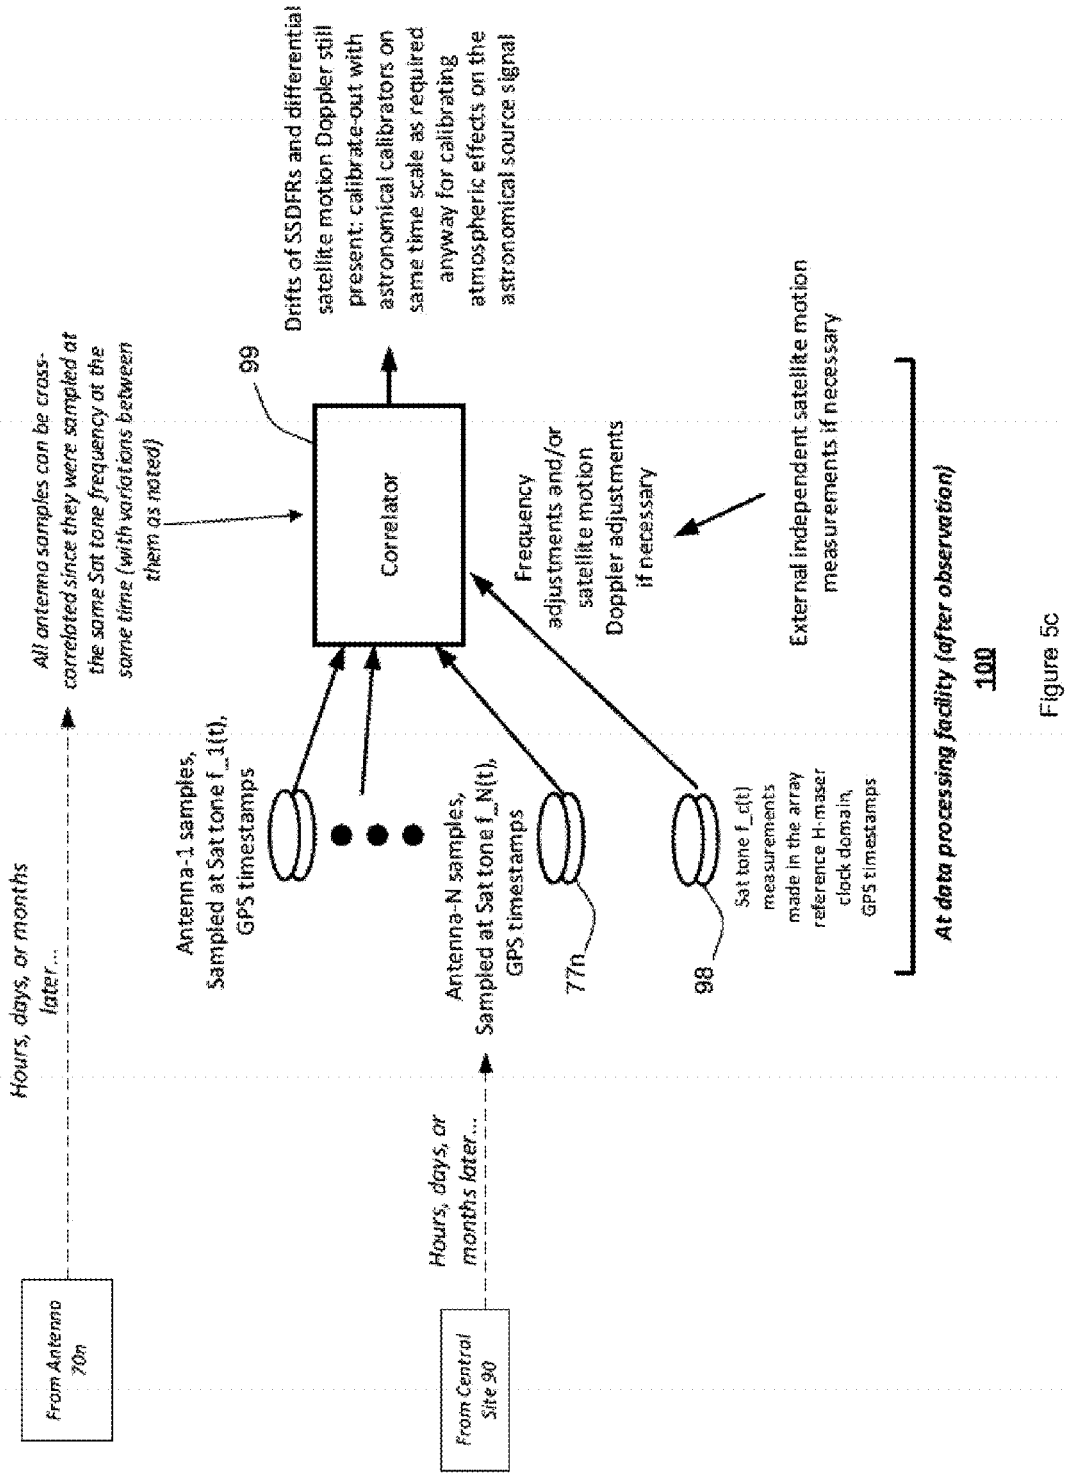 From Antenna
70n
Hours, days, or months
later...
All antenna samples can be cross-
correlated since they were sampled at
the same Sat tone frequency at the
same time (with variations between
them as noted)
From Central
Site 90
Hours, days, or
months later...
Antenna-1 samples,
Sampled at Sat tone f_1(t),
GPS timestamps
Antenna-N samples,
Sampled at Sat tone f_N(t),
GPS timestamps
77n
98
Sat tone f_c(t)
measurements
made in the array
reference H-maser
clock domain,
GPS timestamps
Correlator
99
Frequency
adjustments and/or
satellite motion
Doppler adjustments
if necessary
External independent satellite motion
measurements if necessary
Drifts of SSDFRs and differential
satellite motion Doppler still
present: calibrate-out with
astronomical calibrators on
same time scale as required
anyway for calibrating
atmospheric effects on the
astronomical source signal
At data processing facility (after observation)
100
Figure 5c